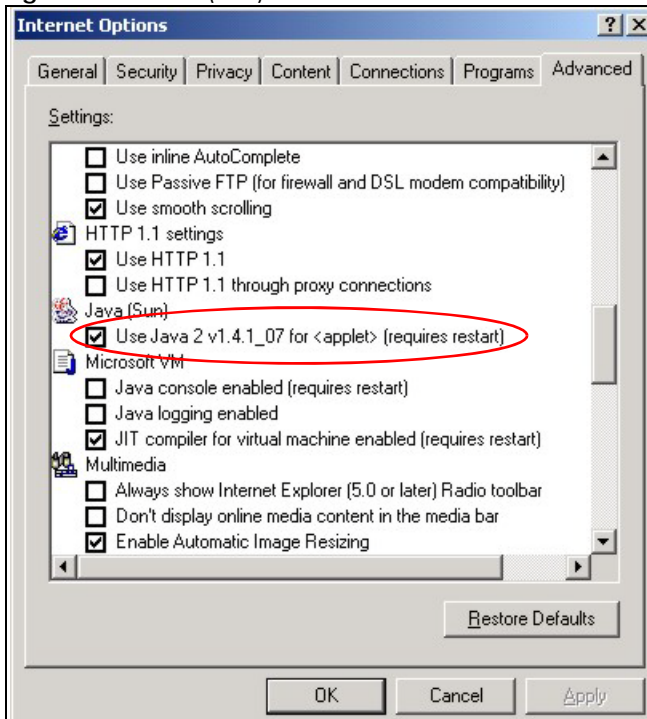 Internet Options
General Security Privacy Content Connections Programs Advanced
Settings:
Use inline AutoComplete
Use Passive FTP (for firewall and DSL modem compatibility)
Use smooth scrolling
HTTP 1.1 settings
Use HTTP 1.1
Use HTTP 1.1 through proxy connections
Java (Sun)
Use Java 2 v1.4.1_07 for <applet> (requires restart)
Microsoft VM
Java console enabled (requires restart)
Java logging enabled
JIT compiler for virtual machine enabled (requires restart)
Multimedia
Always show Internet Explorer (5.0 or later) Radio toolbar
Don't display online media content in the media bar
Enable Automatic Image Resizing
Restore Defaults
OK Cancel Apply